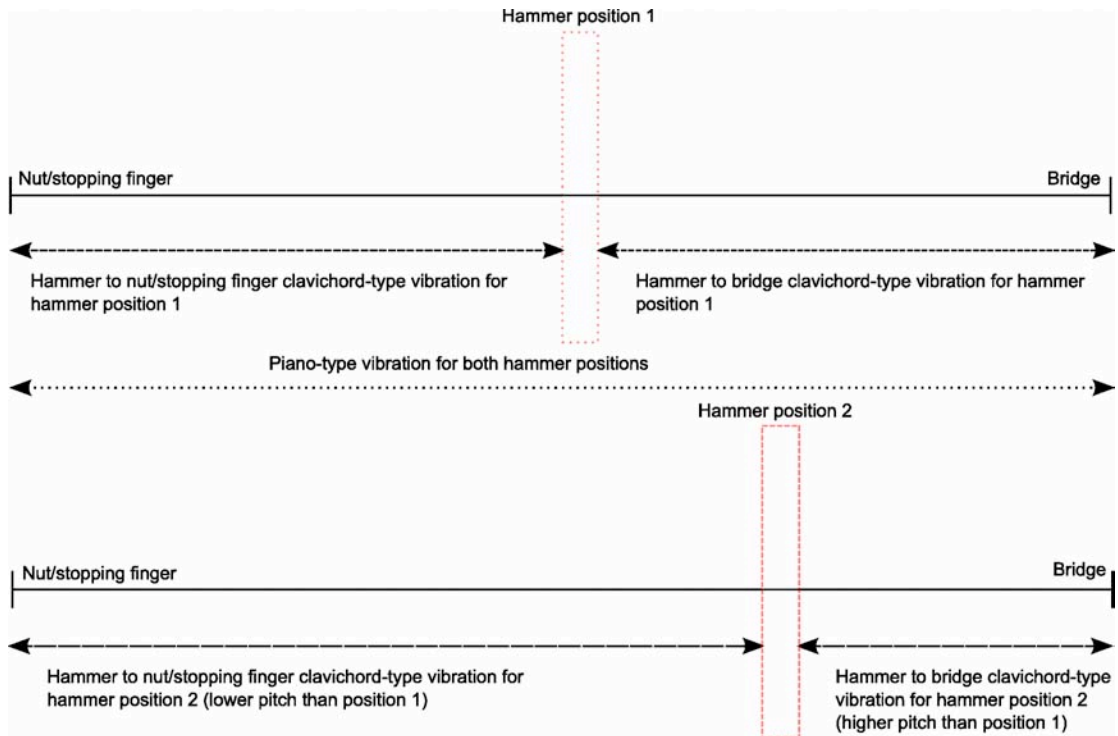 Hammer position 1
Nut/stopping finger
Bridge
Hammer to nut/stopping finger clavichord-type vibration for
hammer position 1
Hammer to bridge clavichord-type vibration for hammer
position 1
Piano-type vibration for both hammer positions
Hammer position 2
Nut/stopping finger
Bridge
Hammer to nut/stopping finger clavichord-type vibration for
hammer position 2 (lower pitch than position 1)
Hammer to bridge clavichord-type
vibration for hammer position 2
(higher pitch than position 1)